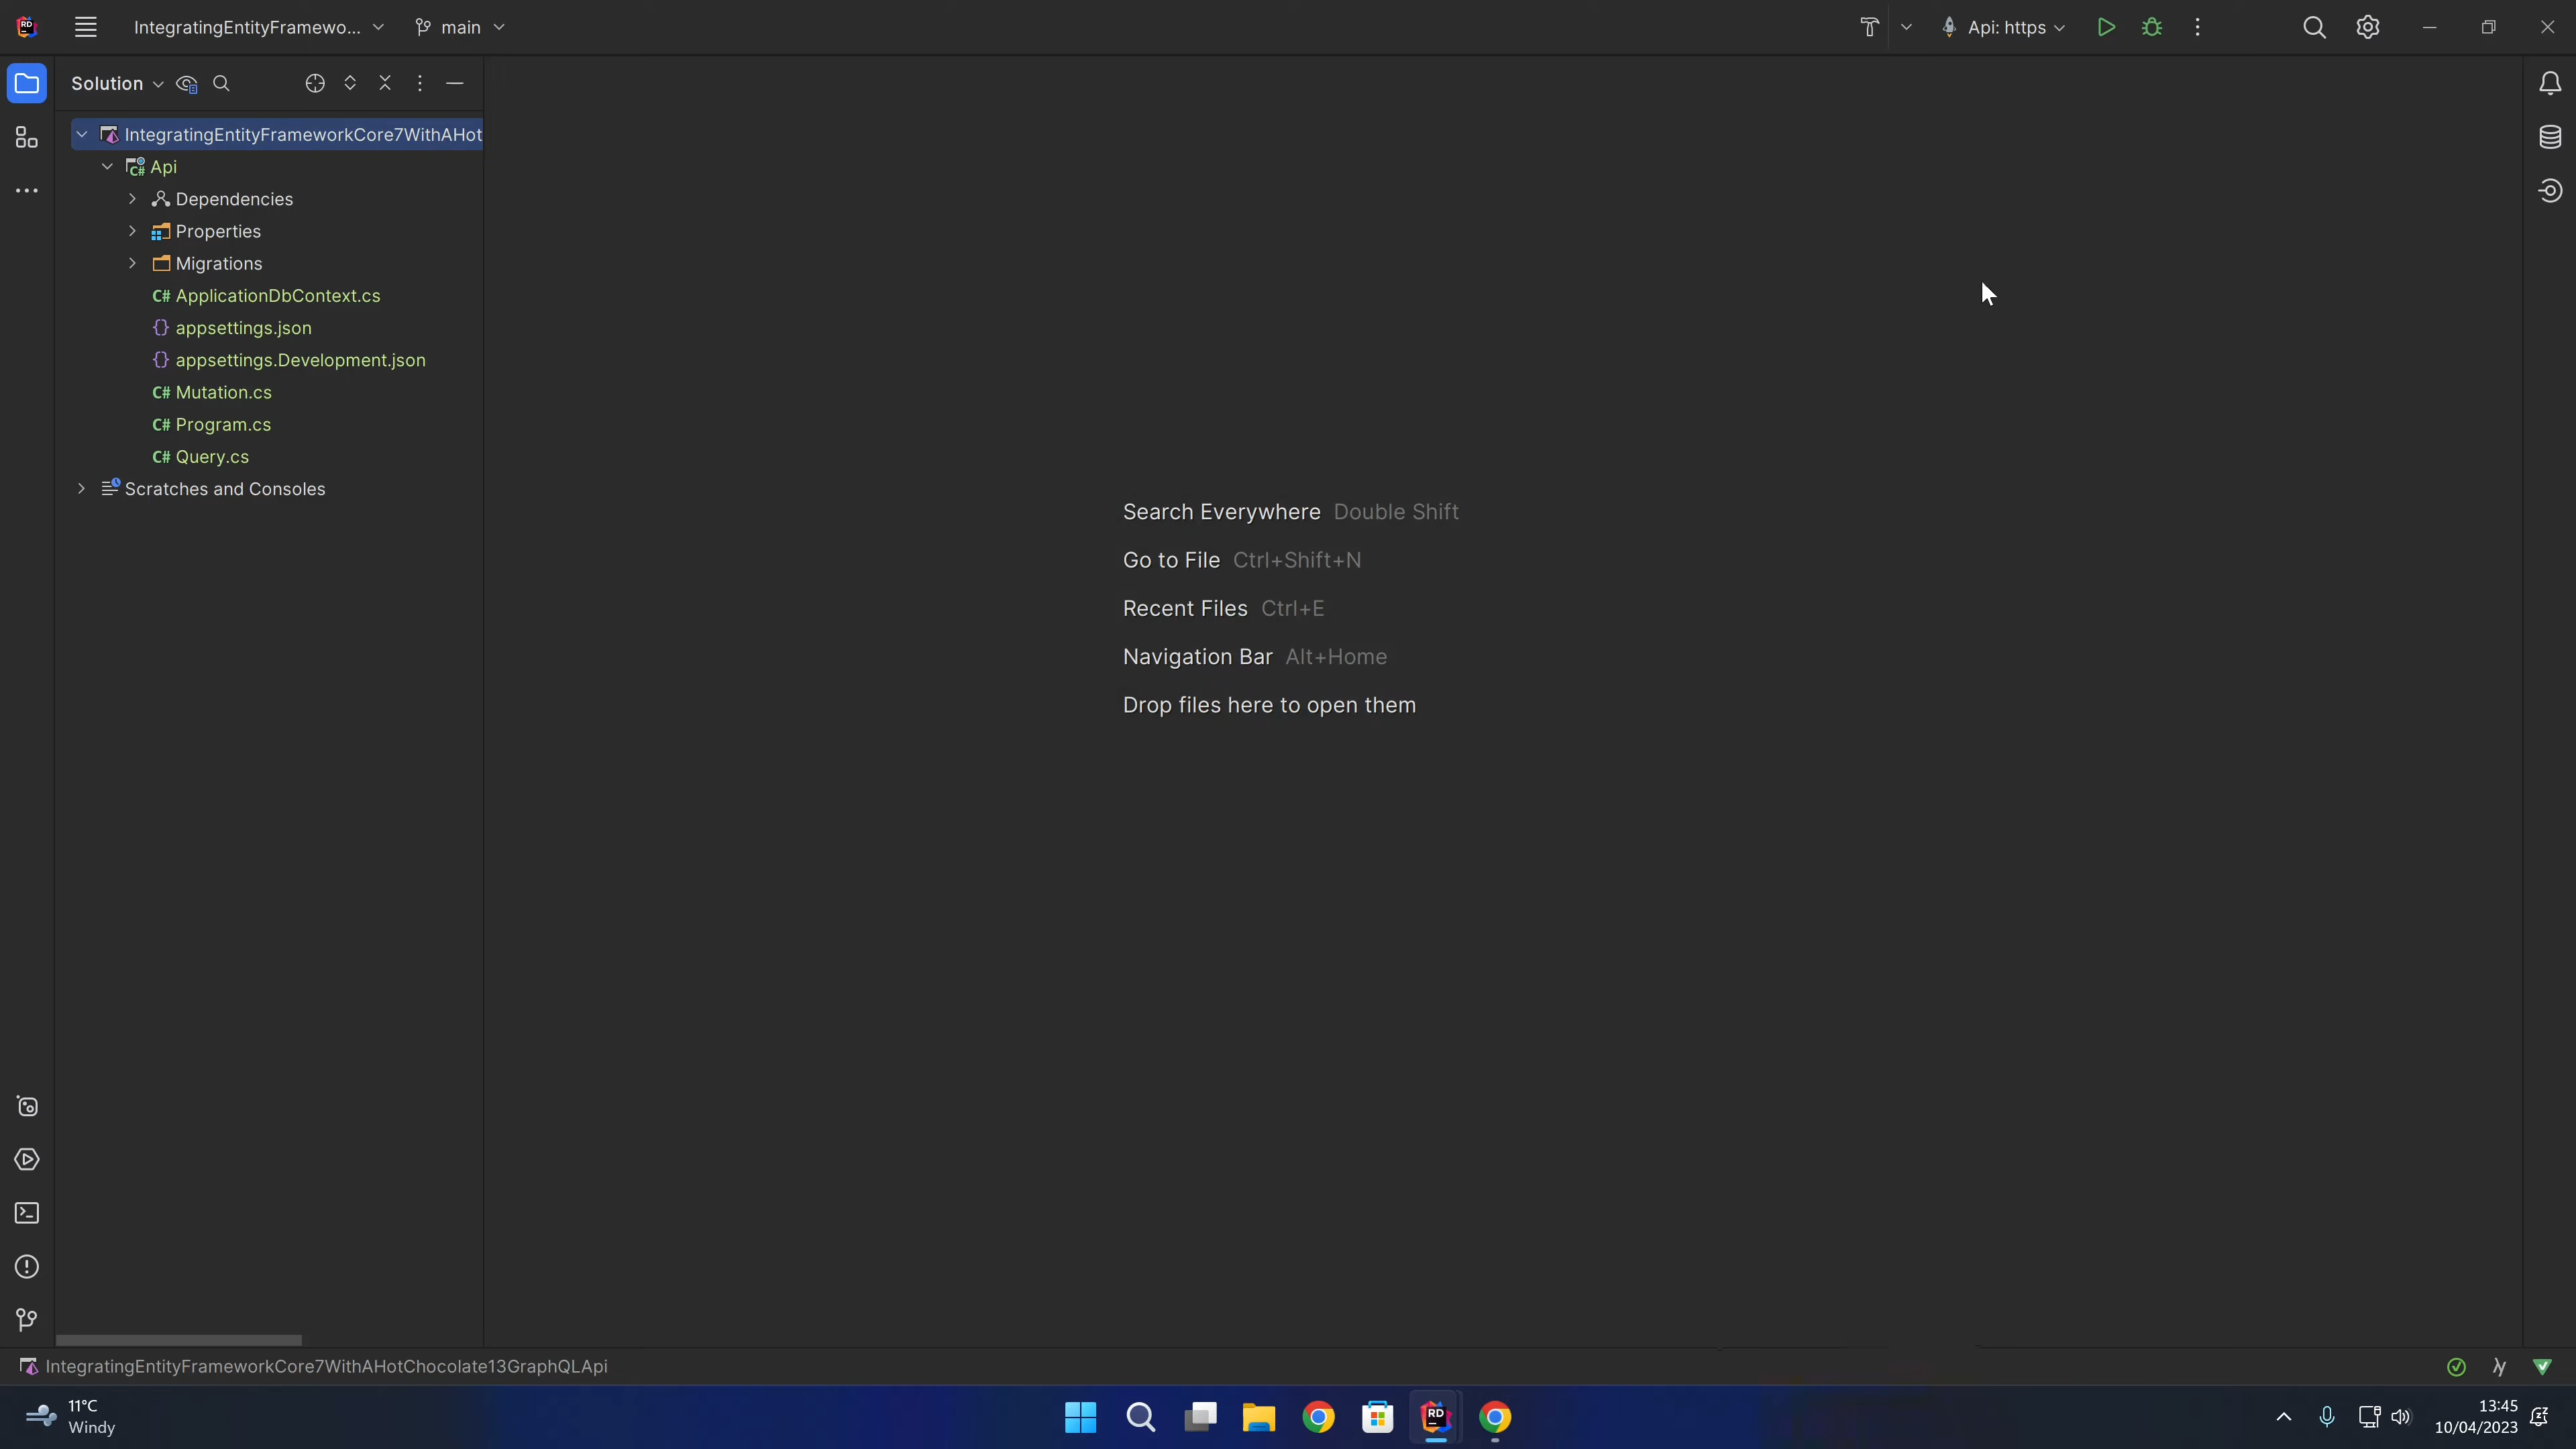 IntegratingEntityFramewo...
main
Api: https
Solution
IntegratingEntityFrameworkCore7WithAHot
C# Api
Dependencies
Properties
Migrations
C# ApplicationDbContext.cs
{} appsettings.json
{} appsettings.Development.json
C# Mutation.cs
C# Program.cs
C# Query.cs
Scratches and Consoles
Search Everywhere Double Shift
Go to File Ctrl+Shift+N
Recent Files Ctrl+E
Navigation Bar Alt+Home
Drop files here to open them
IntegratingEntityFrameworkCore7WithAHotChocolate13GraphQLApi
11°C
Windy
RD
13:45
10/04/2023